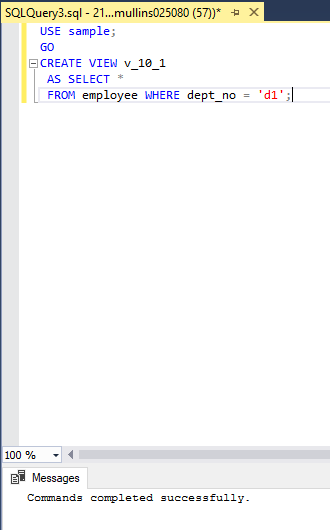 SQLQuery3.sql - 21...mullins025080 (57))*
USE sample;
GO
CREATE VIEW v_10_1
AS SELECT *
FROM employee WHERE dept_no = 'd1';
100 %
Messages
Commands completed successfully.